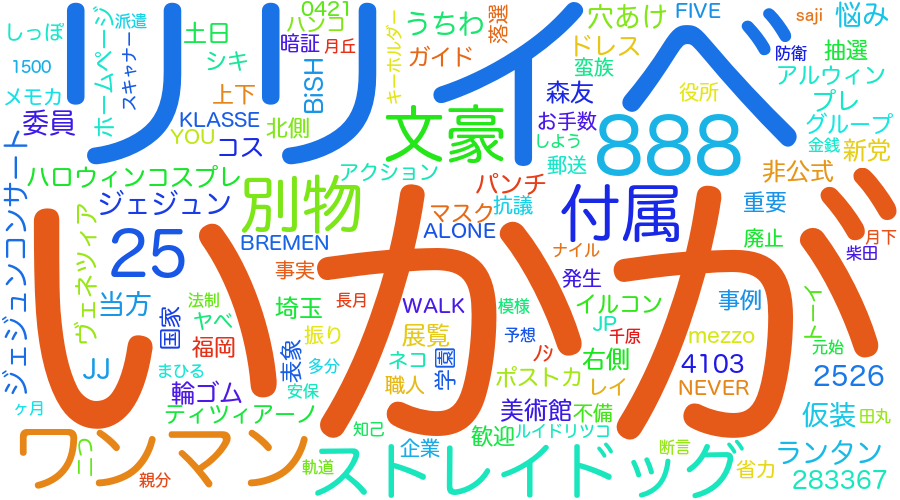 リリイベ
いかがが
しっぽ
派遣
土日
ハンコ
0421
うちわ
落選
穴あけ
FIVE
saji
悩み
1500
スキャナー
ホームページ
シキ
暗証
月丘
キーホルダー
ガイド
ドレス
蛮族
防衛
抽選
アルウィン
メモカ
上下
BiSH
森友
役所
プレ
委員
KLASSE
YOU
北側
文豪
お手数
888
グループ
コス
しょう
金銭
新党
ハロウィンコスプレ
アクション
郵送
非公式
ジェジュンコンサート
ヴェネツィア
ジェジュン
別物
パンチ
抗議
付属
重要
マスク
25
BREMEN
ALONE
ナイル
廃止
月下
柴田
当方
事実
発生
法制
長月
WALK
模様
イルコン
事例
トート
国家
ヤベ
埼玉
振り
展覧
予想
JP
千原
mezzo
元始
福岡
表象
ネコ
学園
右側
4103
JJ
まひる
多分
安保
職人
ポストカ
レイ
NEVER
2526
ヶ月
輪ゴム
美術館
不備
仮装
田丸
ティツィアーノ
知己
歓迎
ルイドリツコ
ワンマン
企業
断言
ランタン
親分
軌道
ストレイドッグ
省力
283367